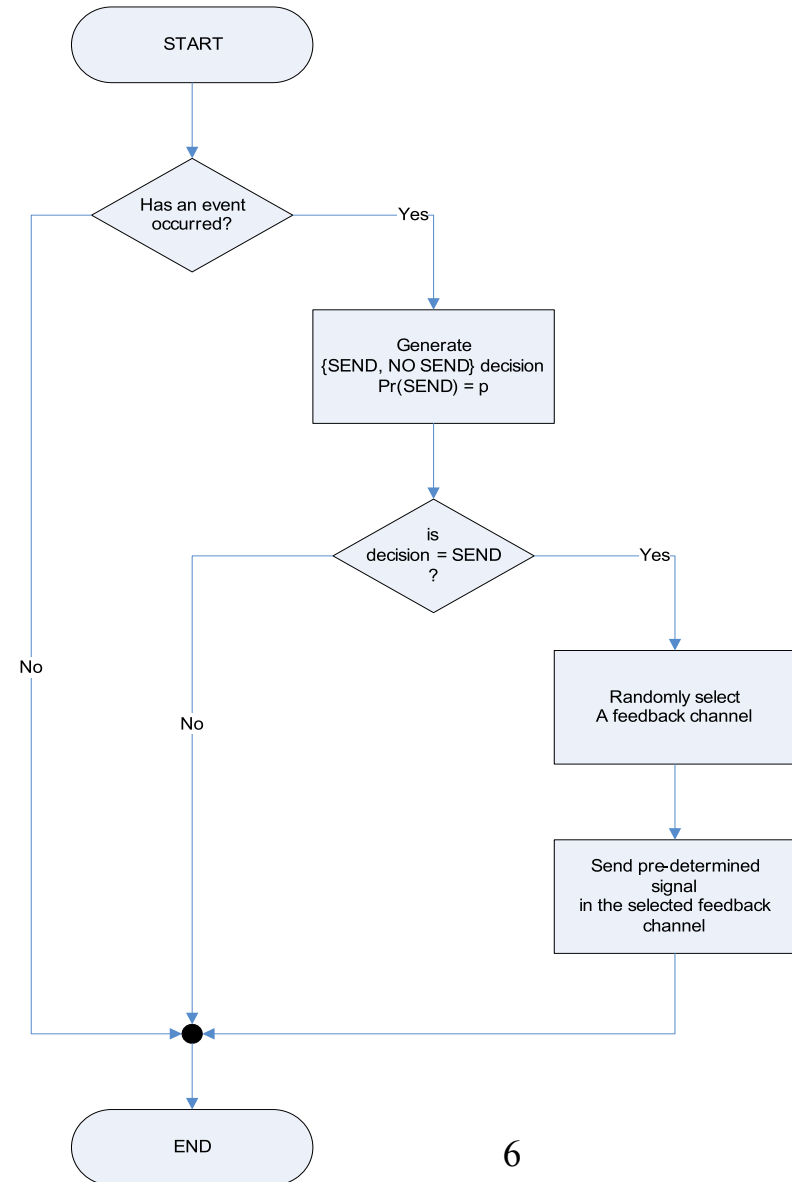 START
Has an event
occurred?
Yes
Generate
{SEND, NO SEND} decision
Pr(SEND) = p
is
decision = SEND
?
Yes
No
Randomly select
A feedback channel
No
Send pre-determined
signal
in the selected feedback
channel
END
6